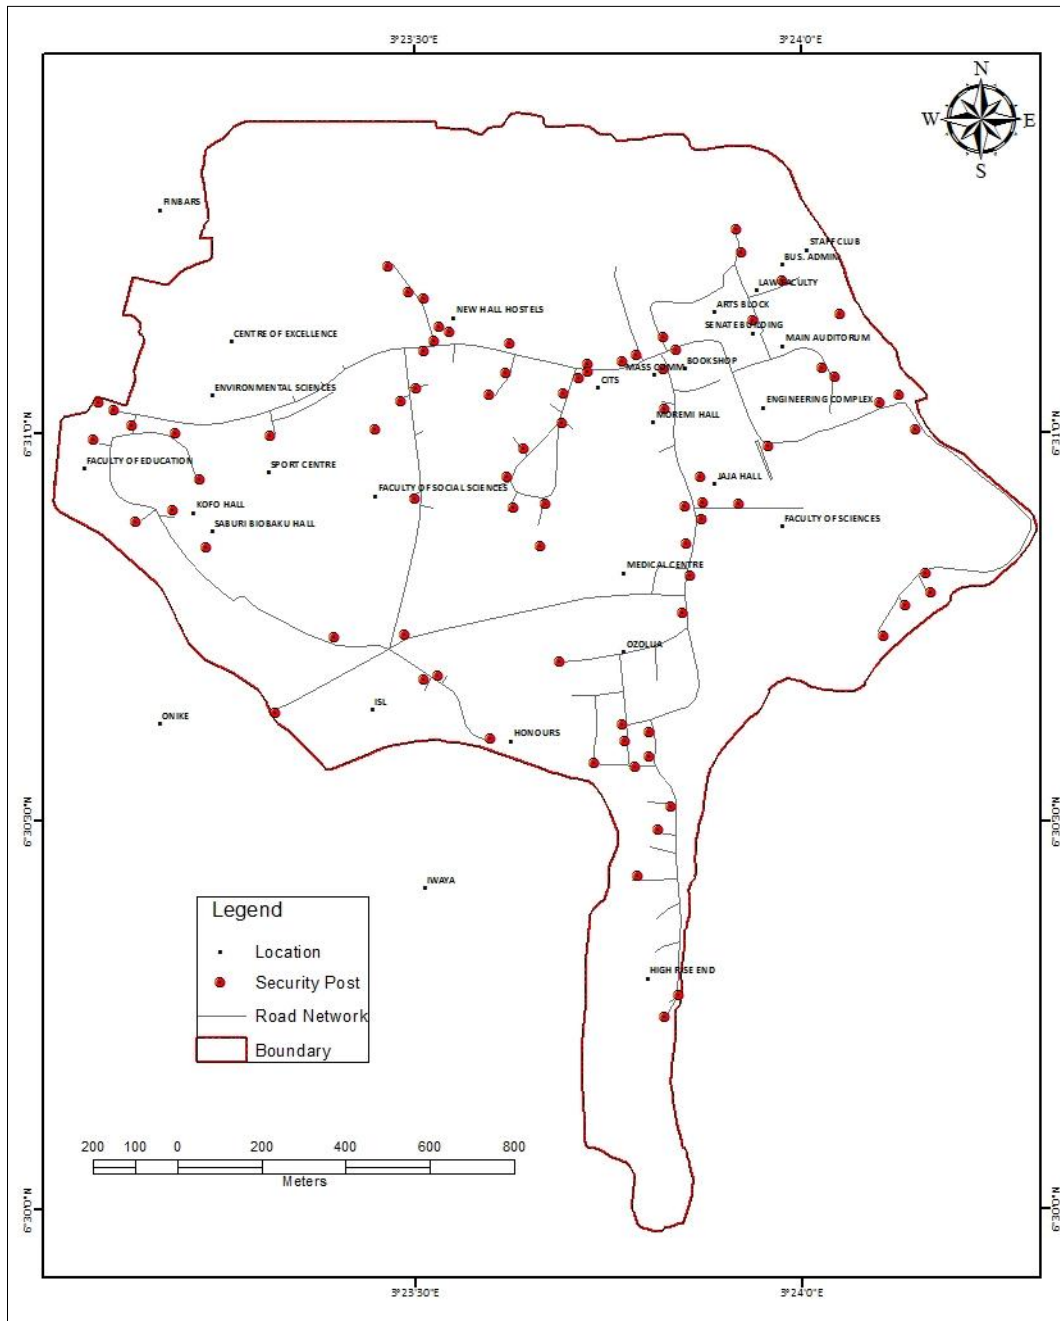 3°23'30"E 3°24'0"E
N
W E
S
FINBARS
STAFF CLUB
BUS. ADMIN
LAW FACULTY
ARTS BLOCK
NEW HALL HOSTELS
SENATE BUILDING
CENTRE OF EXCELLENCE
MAIN AUDITORUM
BOOKSHOP
MASS COMM
CITS
ENVIRONMENTAL SCIENCES
ENGINEERING COMPLEX
MOREMI HALL
6°31'0"N 6°31'0"N
FACULTY OF EDUCATION
SPORT CENTRE
JAJA HALL
FACULTY OF SOCIAL SCIENCES
KOFO HALL
SABURI BIOBAKU HALL
FACULTY OF SCIENCES
MEDICAL CENTRE
OZOLUA
ISL
ONIKE
HONOURS
6°30'30"N 6°30'30"N
IWAYA
Legend
Location
Security Post
Road Network
Boundary
HIGH RISE END
200 100 0 200 400 600 800
Meters
6°30'0"N 6°30'0"N
3°23'30"E 3°24'0"E